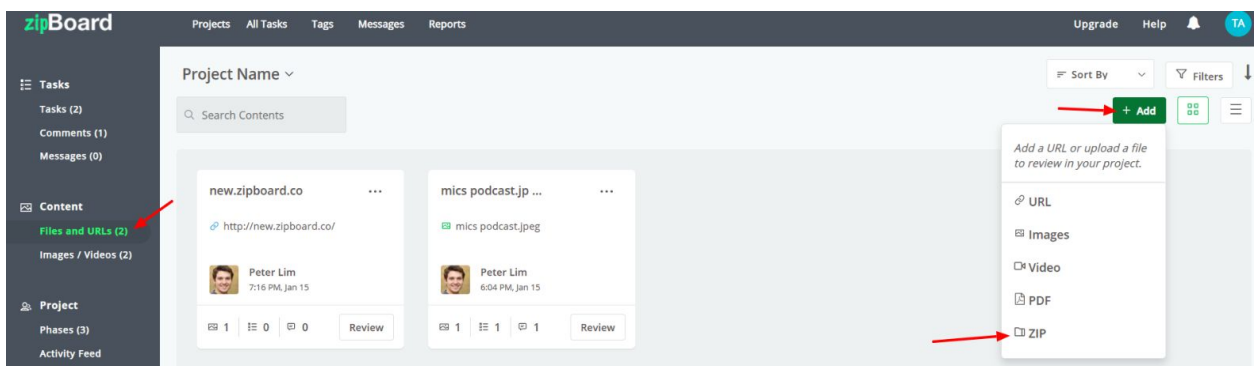 zipBoard
Projects All Tasks Tags Messages Reports
Upgrade Help TA
Tasks
Tasks (2)
Comments (1)
Messages (0)
Content
Files and URLs (2)
Images / Videos (2)
Project
Phases (3)
Activity Feed
Project Name
Sort By
Filters
Search Contents
+ Add
Add a URL or upload a file
to review in your project.
URL
Images
Video
PDF
ZIP
new.zipboard.co ...
http://new.zipboard.co/
Peter Lim
7:16 PM, Jan 15
1 0 0 Review
mics podcast.jp ... ...
mics podcast.jpeg
Peter Lim
6:04 PM, Jan 15
1 1 1 Review